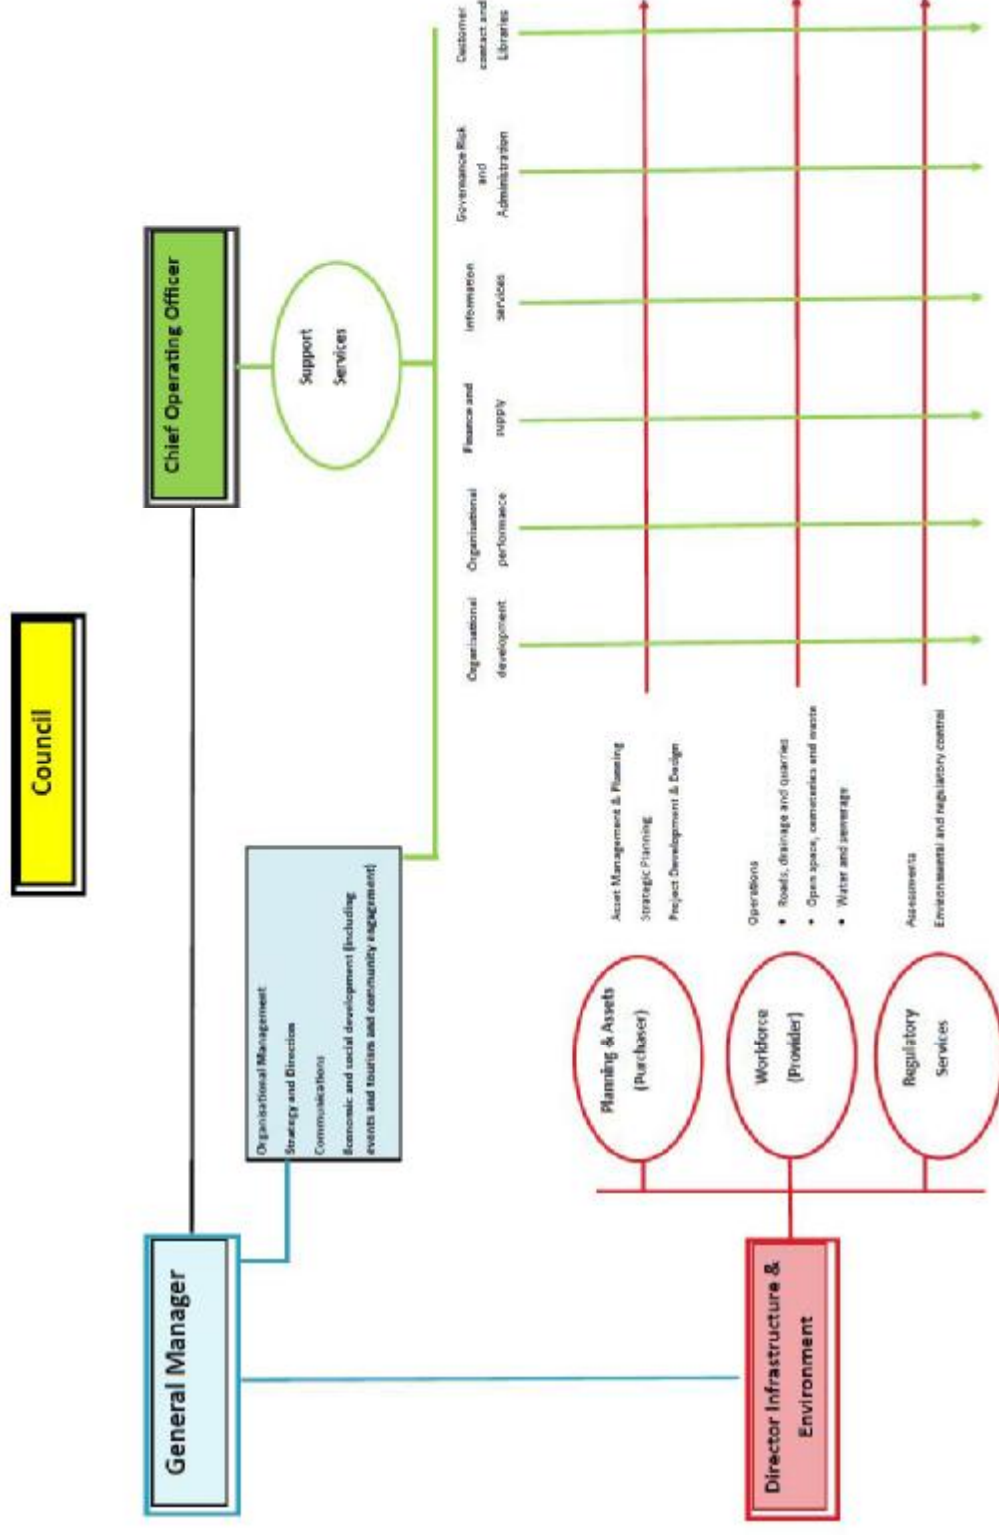 Council
General Manager
Chief Operating Officer
Organisational Management
Strategy and Direction
Communications
Economic and social development (including
events and tourism and community engagement)
Support
Services
Organisational
development
Organisational
performance
Finance and
supply
Information
services
Governance Risk
and
Administration
Customer
contact and
Libraries
Director Infrastructure &
Environment
Planning & Assets
(Purchaser)
Asset Management & Planning
Strategic Planning
Project Development & Design
Workforce
(Provider)
Operations
• Roads, drainage and quarries
• Open space, cemeteries and waste
• Water and sewerage
Regulatory
Services
Assessments
Environmental and regulatory control